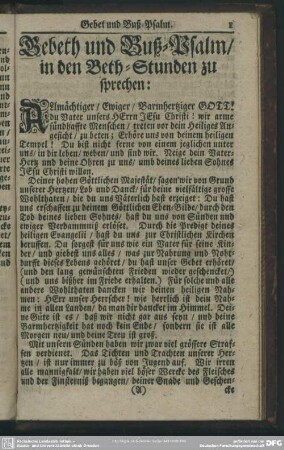 Gebet und Buß-Psalm. 1
Gebeth und Buß-Psalm/
in den Beth-Stunden zu
sprechen:
Allmächtiger/ Ewiger/ Barmhertziger GOTT!
du Vater unsers HErrn JEsu Christi! wir arme
sündhaffte Menschen/ treten vor dein Heiliges An-
gesicht/ zu beten; Erhöre uns von deinem heiligen
Tempel! Du bist nicht ferne von einem jeglichen unter
uns/ in dir leben/ weben/ und sind wir. Neige dein Vater-
Hertz und deine Ohren zu uns/ um deines lieben Sohnes
JEsu Christi willen.
Deiner hohen Göttlichen Majestät/ sagen wir von Grund
unserer Hertzen/ Lob und Danck/ für deine vielfältige grosse
Wohlthaten/ die du uns Väterlich hast erzeiget: Du hast
uns erschaffen zu deinem Göttlichen Eben-Bilde/ durch den
Tod deines lieben Sohnes/ hast du uns von Sünden und
ewiger Verdammniß erlöset. Durch die Predigt deines
heiligen Evangelii/ hast du uns zur Christlichen Kirchen
beruffen. Du sorgest für uns wie ein Vater für seine Kin-
der/ und giebest uns alles/ was zur Nahrung und Noth-
durfft dieses Lebens gehöret/ du hast unser Gebet erhöret/
(und den lang gewünschten Frieden wieder geschencket/)
(und uns bißher im Friede erhalten.) Für solche und alle
andere Wohlthaten dancken wir deinem heiligen Nah-
men: HErr unser Herrscher! wie herrlich ist dein Nah-
me in allen Landen/ da man dir dancket im Himmel. Dei-
ne Güte ist es/ daß wir nicht gar aus seyn/ und deine
Barmhertzigkeit hat noch kein Ende/ sondern sie ist alle
Morgen neu/ und deine Treu ist groß.
Mit unsern Sünden haben wir zwar viel grössere Straf-
fen verdienet. Das Tichten und Trachten unserer Her-
tzen/ ist nur immer zu böß von Jugend auf. Wir irren
alle mannigfalt/ wir haben viel böser Wercke des Fleisches
und der Finsterniß begangen/ deiner Gnade und Geschen-
(A) cke